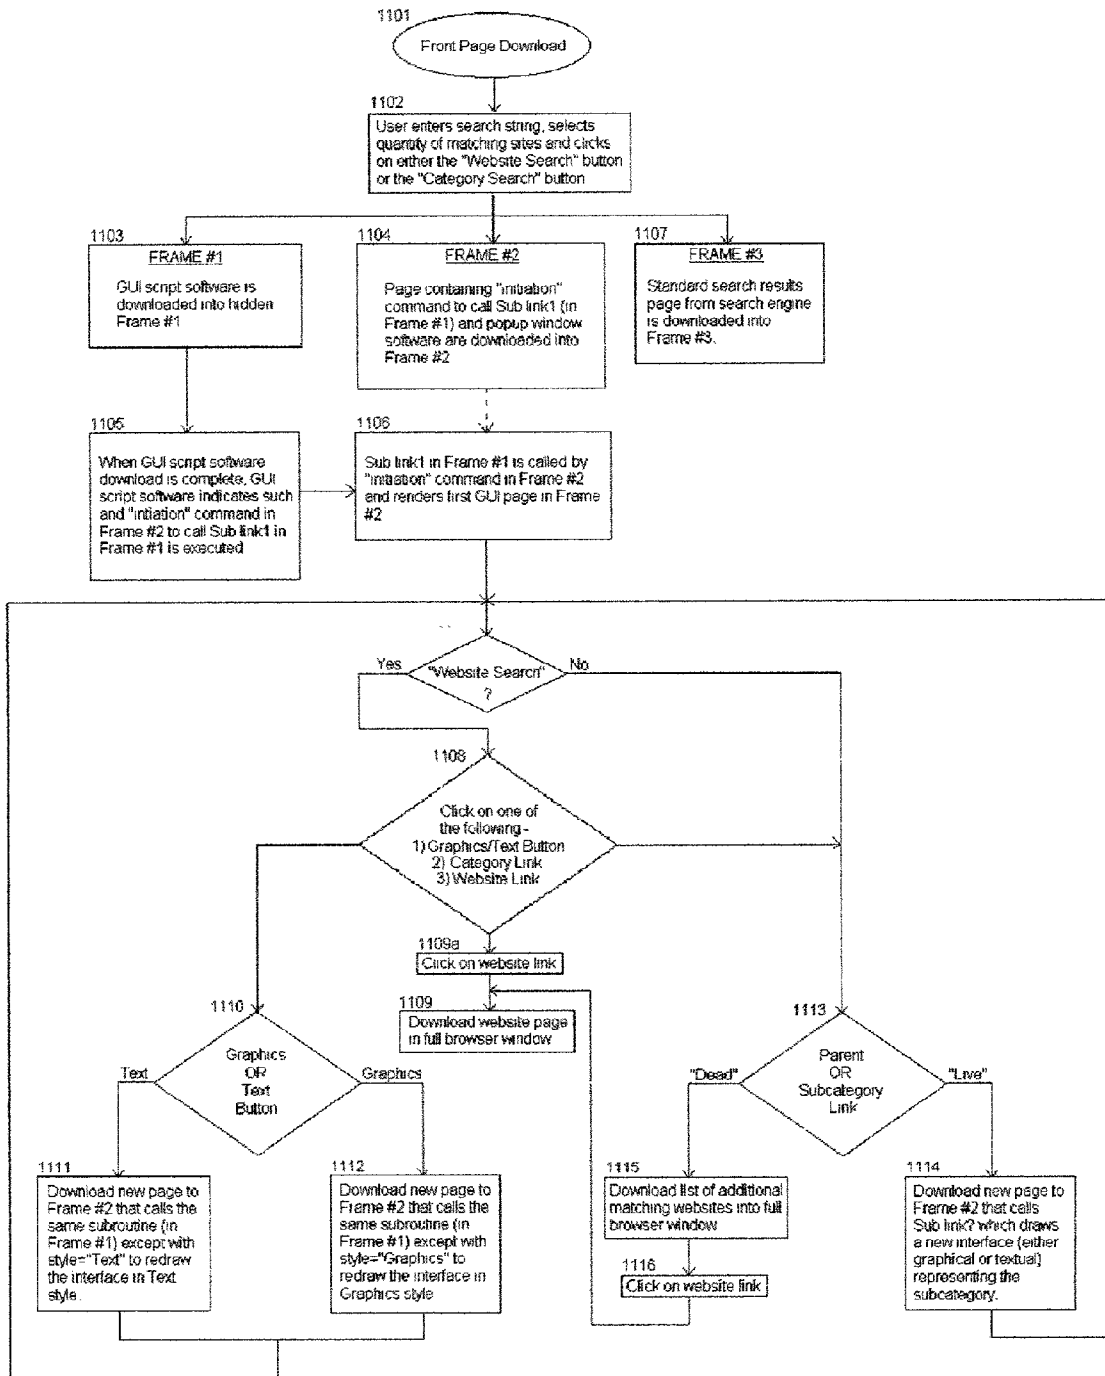 1101
Front Page Download
1102
User enters search string, selects
quantity of matching sites and clicks
on either the "Website Search" button
or the "Category Search" button
1103
FRAME #1
GUI script software is
downloaded into hidden
Frame #1
1104
FRAME #2
Page containing "initiation"
command to call Sub link1 (in
Frame #1) and popup window
software are downloaded into
Frame #2
1107
FRAME #3
Standard search results
page from search engine
is downloaded into
Frame #3.
1105
When GUI script software
download is complete, GUI
script software indicates such
and "intiation" command in
Frame #2 to call Sub link1 in
Frame #1 is executed
1106
Sub link1 in Frame #1 is called by
"initiation" command in Frame #2
and renders first GUI page in Frame
#2
Yes
"Website Search"
?
No
1108
Click on one of
the following -
1) Graphics/Text Button
2) Category Link
3) Website Link
1109a
Click on website link
1109
Download website page
in full browser window
1110
Graphics
OR
Text
Button
Text
Graphics
1113
Parent
OR
Subcategory
Link
"Dead"
"Live"
1111
Download new page to
Frame #2 that calls the
same subroutine (in
Frame #1) except with
style="Text" to redraw
the interface in Text
style.
1112
Download new page to
Frame #2 that calls the
same subroutine (in
Frame #1) except with
style="Graphics" to
redraw the interface in
Graphics style
1115
Download list of additional
matching websites into full
browser window
1116
Click on website link
1114
Download new page to
Frame #2 that calls
Sub link? which draws
a new interface (either
graphical or textual)
representing the
subcategory.